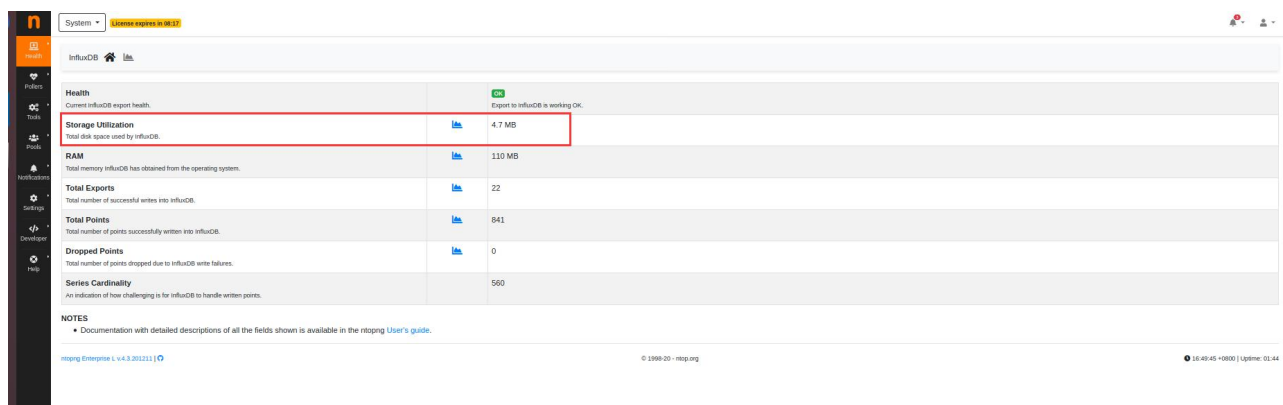 n
System
License expires in 08:17
1
Health
Pollers
Tools
Pools
Notifications
Settings
Developer
Help
InfluxDB
Health
Current InfluxDB export health.
OK
Export to InfluxDB is working OK.
Storage Utilization
Total disk space used by InfluxDB.
4.7 MB
RAM
Total memory InfluxDB has obtained from the operating system.
110 MB
Total Exports
Total number of successful writes into InfluxDB.
22
Total Points
Total number of points successfully written into InfluxDB.
841
Dropped Points
Total number of points dropped due to InfluxDB write failures.
0
Series Cardinality
An indication of how challenging is for InfluxDB to handle written points.
560
NOTES
• Documentation with detailed descriptions of all the fields shown is available in the ntopng User's guide.
ntopng Enterprise L v.4.3.201211 |
© 1998-20 - ntop.org
16:49:45 +0800 | Uptime: 01:44